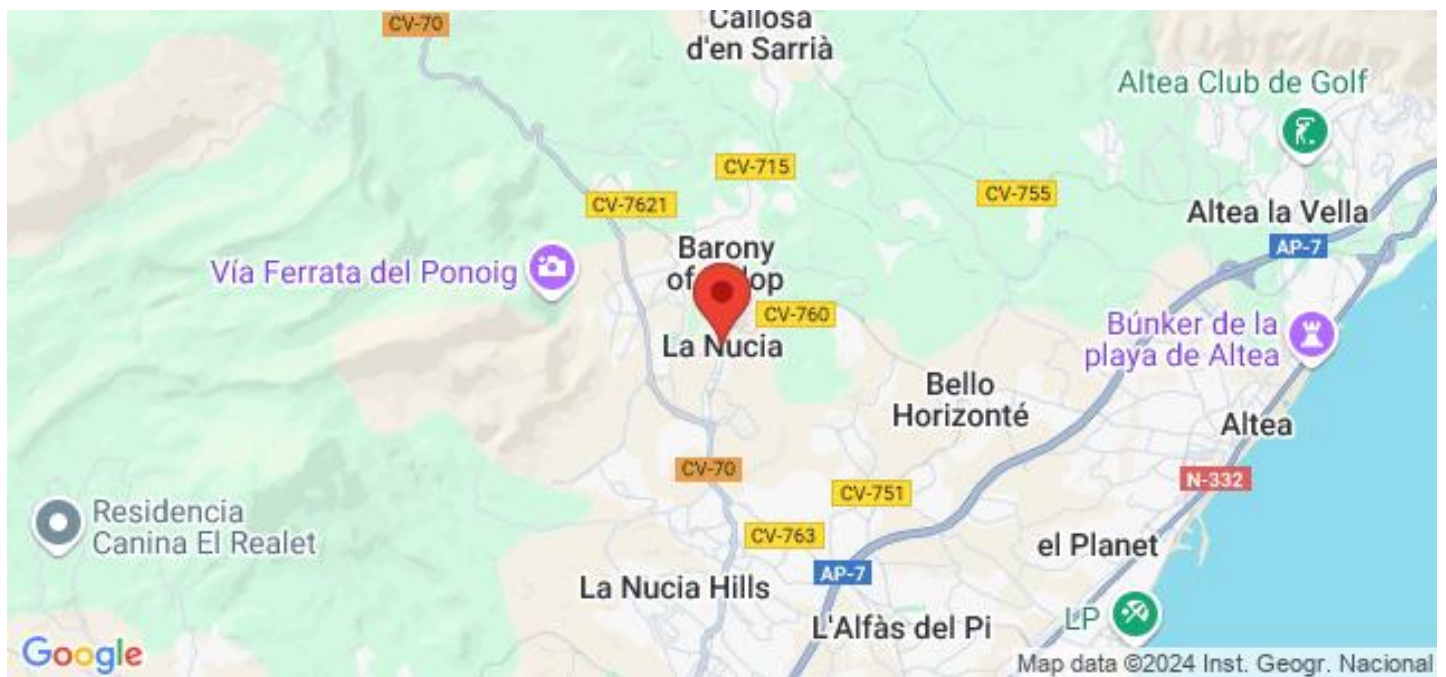 CV-70
Callosa
d'en Sarrià
Altea Club de Golf
CV-715
CV-755
CV-7621
Altea la Vella
AP-7
Barony
of
Vía Ferrata del Ponoig
CV-760
La Nucia
Búnker de la
playa de Altea
Bello
Horizonté
Altea
CV-70
N-332
CV-751
Residencia
Canina El Realet
CV-763
el Planet
AP-7
La Nucia Hills
L'Alfàs del Pi
LP
Google
Map data ©2024 Inst. Geogr. Nacional